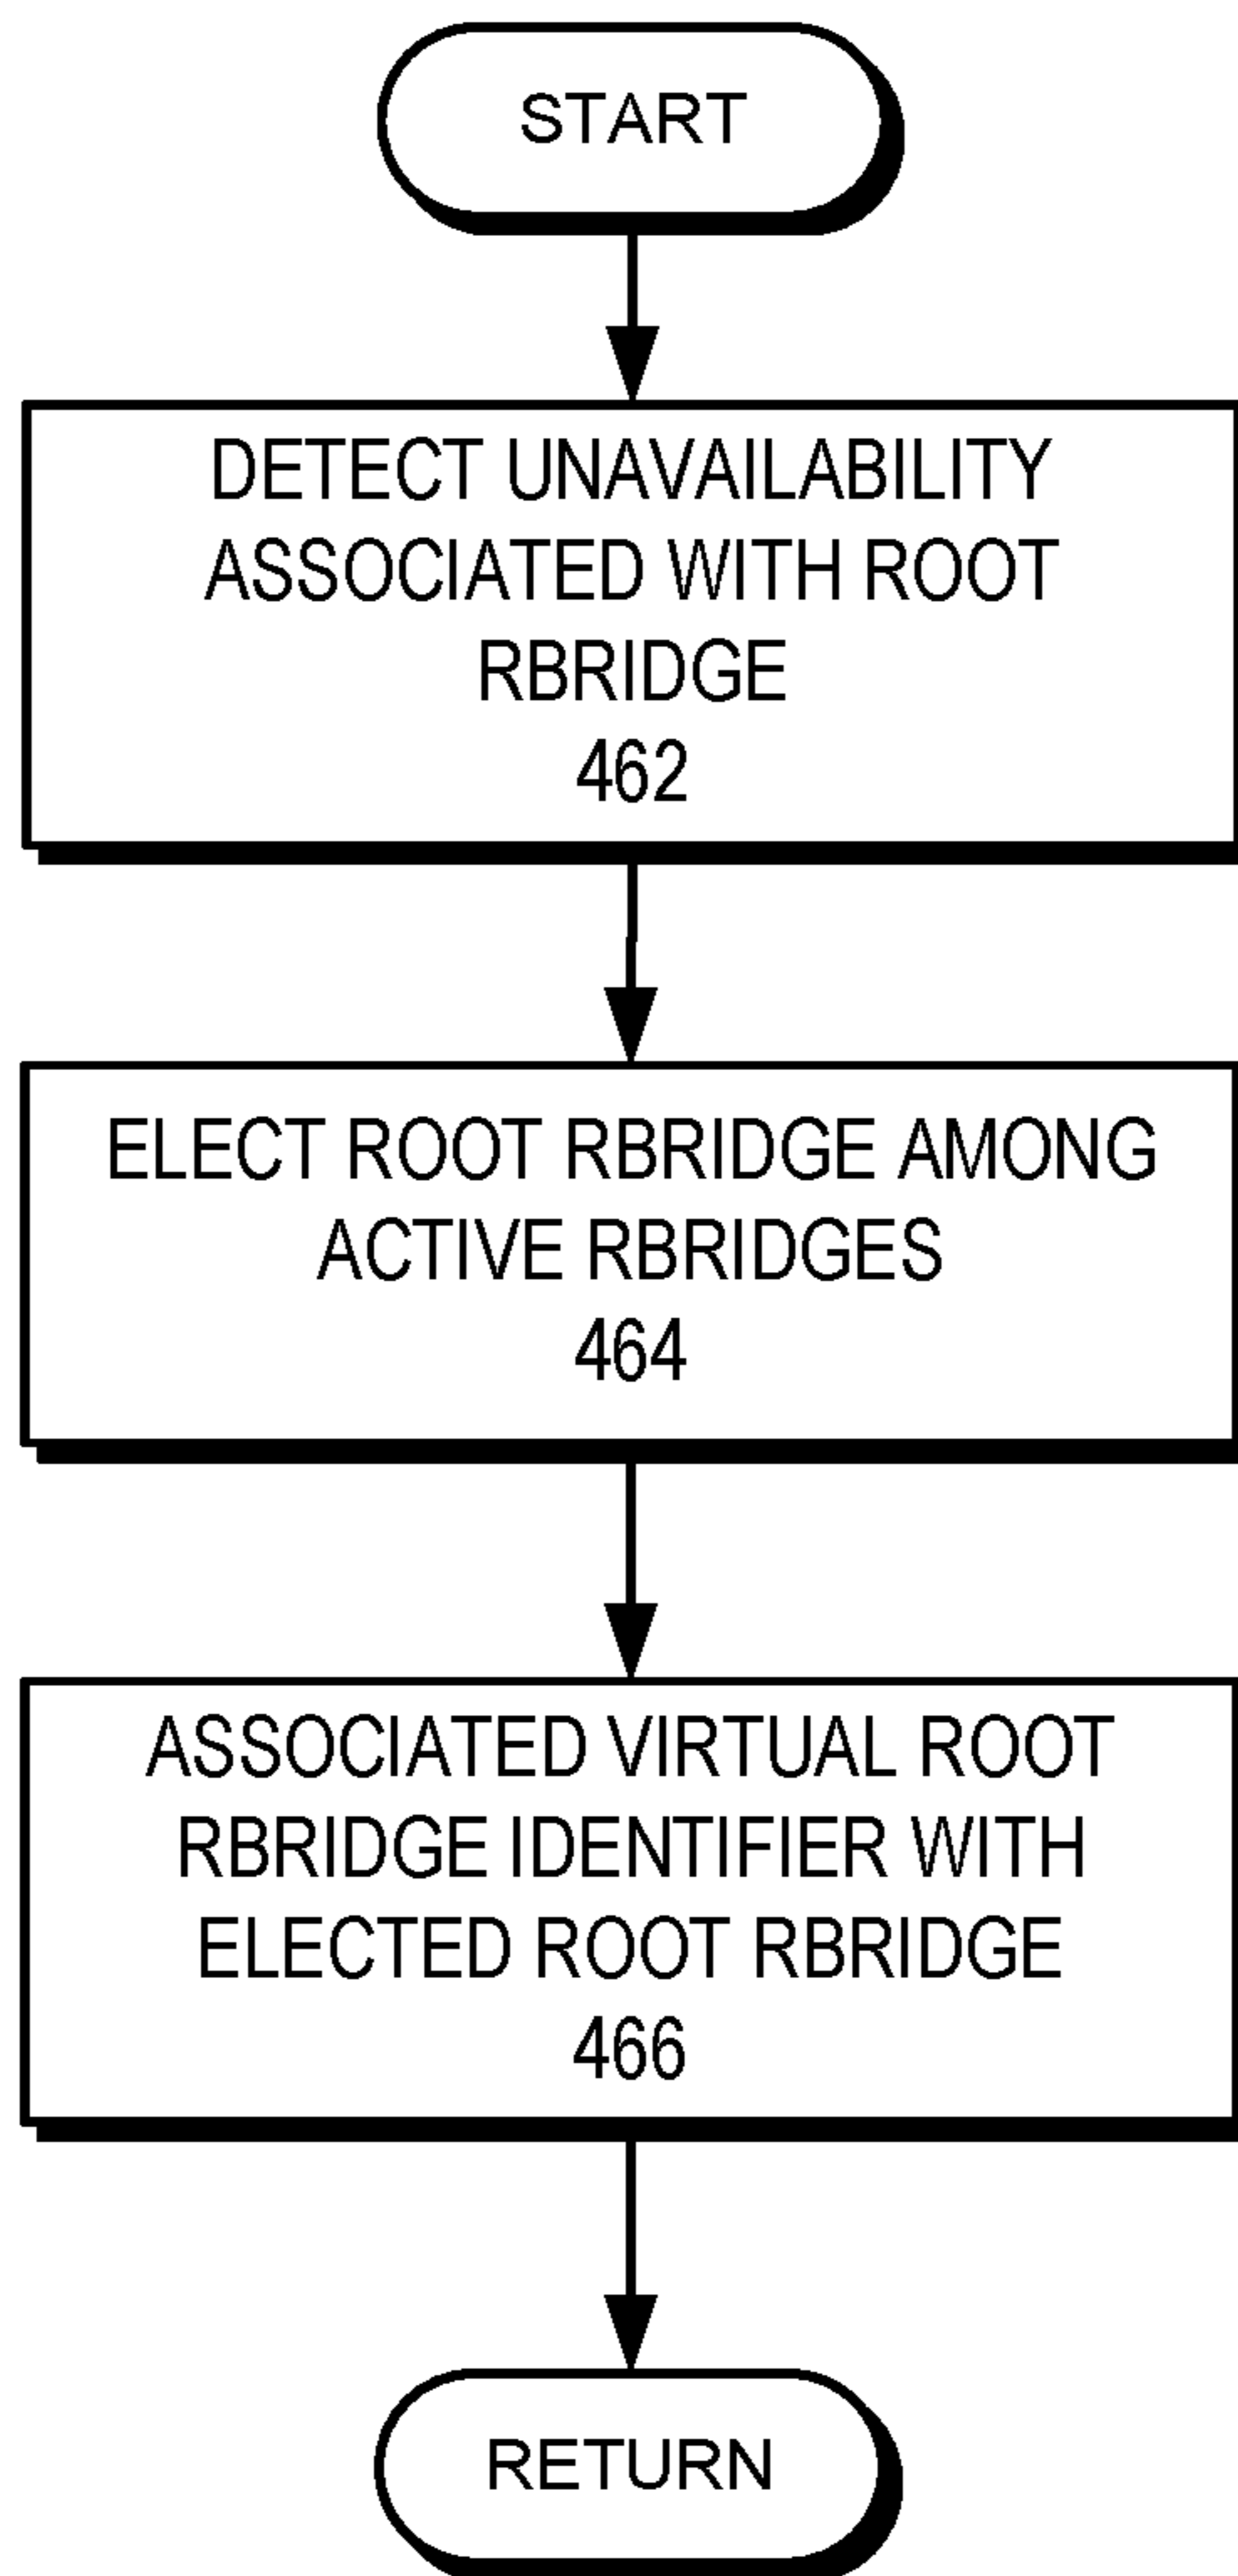 START
DETECT UNAVAILABILITY
ASSOCIATED WITH ROOT
RBRIDGE
462
ELECT ROOT RBRIDGE AMONG
ACTIVE RBRIDGES
464
ASSOCIATED VIRTUAL ROOT
RBRIDGE IDENTIFIER WITH
ELECTED ROOT RBRIDGE
466
RETURN